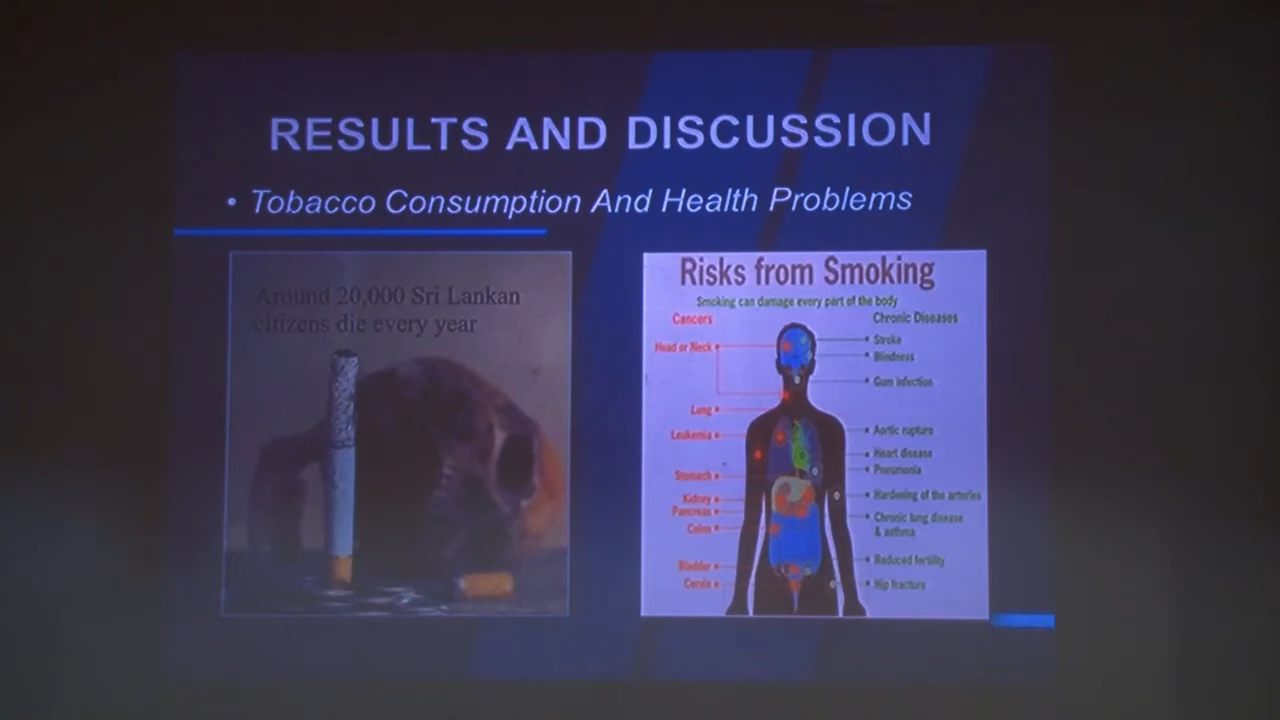 RESULTS AND DISCUSSION
• Tobacco Consumption And Health Problems
Around 20,000 Sri Lankan
citizens die every year
Risks from Smoking
Smoking can damage every part of the body
Cancers
Head or Neck
Lung
Leukemia
Stomach
Kidney
Pancreas
Colon
Bladder
Cervix
Chronic Diseases
Stroke
Blindness
Gum infection
Aortic rupture
Heart disease
Pneumonia
Hardening of the arteries
Chronic lung disease
& asthma
Reduced fertility
Hip fracture